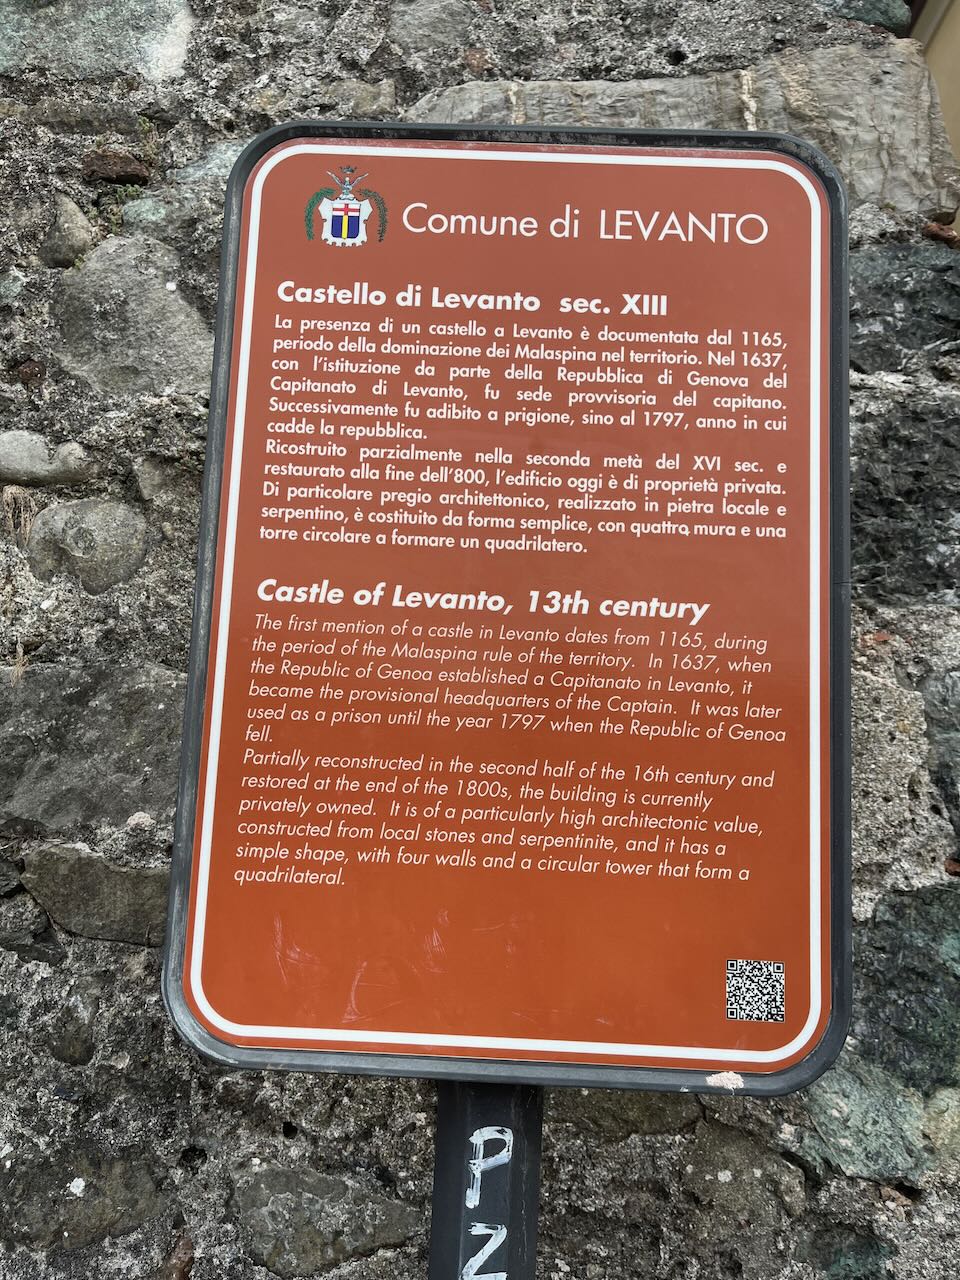 Comune di LEVANTO
Castello di Levanto sec. XIII
La presenza di un castello a Levanto è documentata dal 1165,
periodo della dominazione dei Malaspina nel territorio. Nel 1637,
con l'istituzione da parte della Repubblica di Genova del
Capitanato di Levanto, fu sede provvisoria del capitano.
Successivamente fu adibito a prigione, sino al 1797, anno in cui
cadde la repubblica.
Ricostruito parzialmente nella seconda metà del XVI sec. e
restaurato alla fine dell'800, l'edificio oggi è di proprietà privata.
Di particolare pregio architettonico, realizzato in pietra locale e
serpentino, è costituito da forma semplice, con quattro mura e una
torre circolare a formare un quadrilatero.
Castle of Levanto, 13th century
The first mention of a castle in Levanto dates from 1165, during
the period of the Malaspina rule of the territory. In 1637, when
the Republic of Genoa established a Capitanato in Levanto, it
became the provisional headquarters of the Captain. It was later
used as a prison until the year 1797 when the Republic of Genoa
fell.
Partially reconstructed in the second half of the 16th century and
restored at the end of the 1800s, the building is currently
privately owned. It is of a particularly high architectonic value,
constructed from local stones and serpentinite, and it has a
simple shape, with four walls and a circular tower that form a
quadrilateral.
P.
N